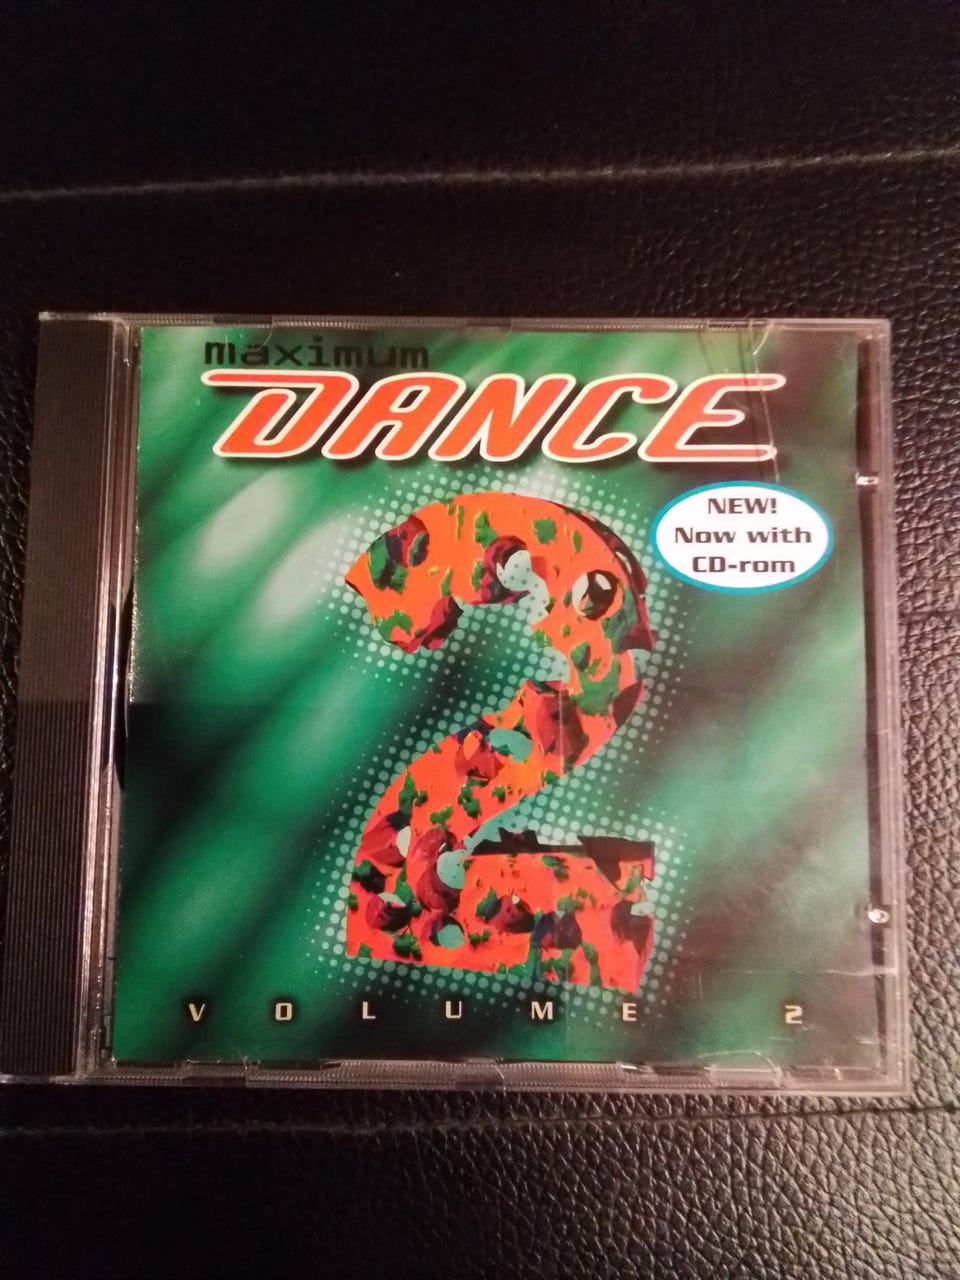 maximum
DANCE
NEW!
Now with
CD-rom
2
VOLUME 2